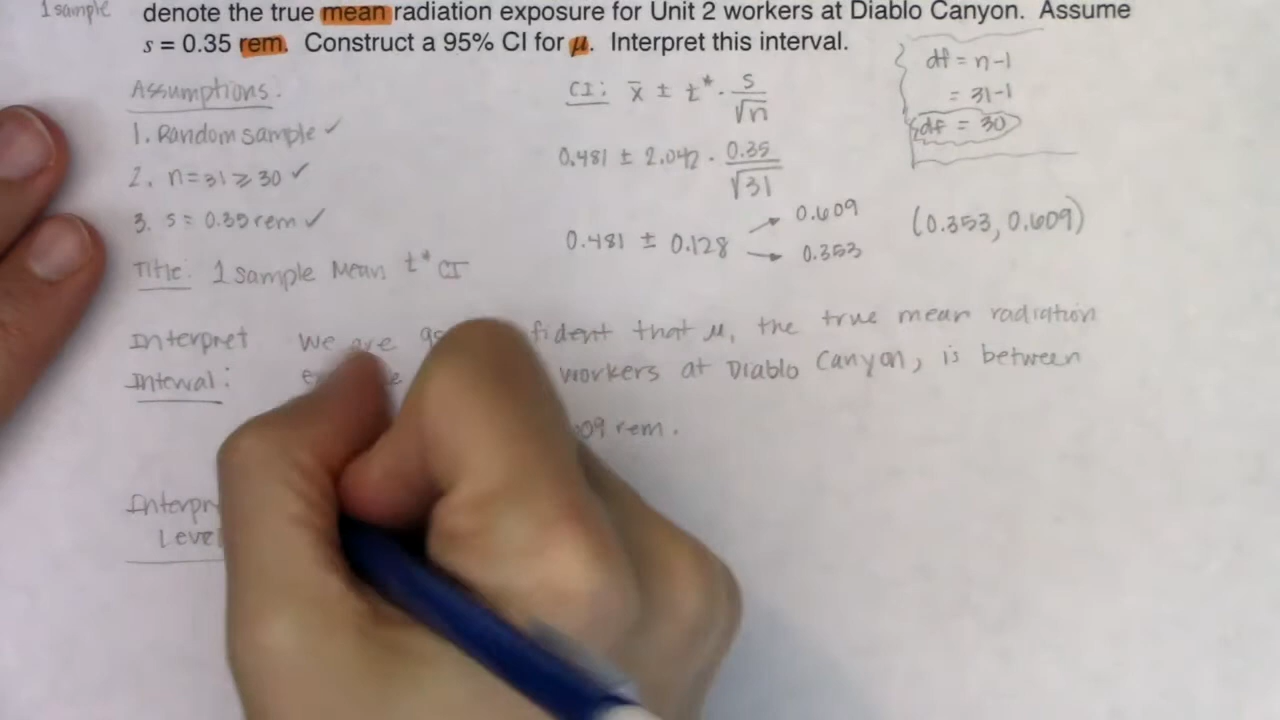 1 sample
denote the true mean radiation exposure for Unit 2 workers at Diablo Canyon. Assume
s = 0.35 rem. Construct a 95% CI for μ. Interpret this interval.
Assumptions:
1. Random sample ✓
2. n = 31 ≥ 30 ✓
3. s = 0.35 rem ✓
Title: 1 Sample Mean t* CI
CI: x̄ ± t* · s/√n
0.481 ± 2.042 · 0.35/√31
0.481 ± 0.128 → 0.609
→ 0.353
df = n-1
= 31-1
df = 30
(0.353, 0.609)
Interpret Interval:
We are fident that μ, the true mean radiation
workers at Diablo Canyon, is between
09 rem.
Interpr
Level